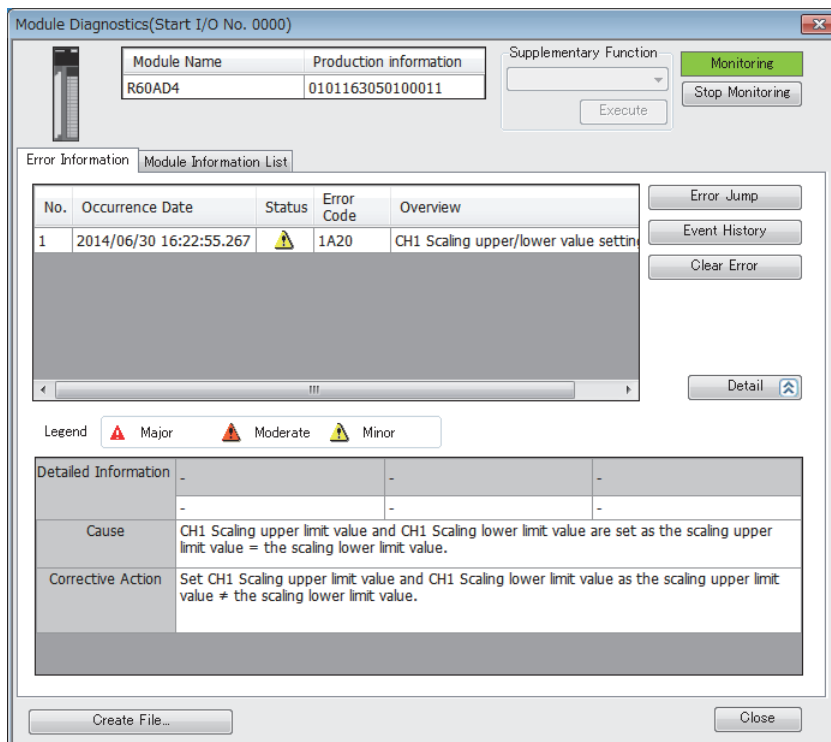 Module Diagnostics(Start I/O No. 0000)
Module Name Production information
R60AD4 0101163050100011
Supplementary Function
Execute
Monitoring
Stop Monitoring
Error Information Module Information List
No. Occurrence Date Status Error Code Overview
1 2014/06/30 16:22:55.267 1A20 CH1 Scaling upper/lower value setting
Error Jump
Event History
Clear Error
Detail
Legend Major Moderate Minor
Detailed Information - - -
- - -
Cause CH1 Scaling upper limit value and CH1 Scaling lower limit value are set as the scaling upper
limit value = the scaling lower limit value.
Corrective Action Set CH1 Scaling upper limit value and CH1 Scaling lower limit value as the scaling upper limit
value ≠ the scaling lower limit value.
Create File... Close